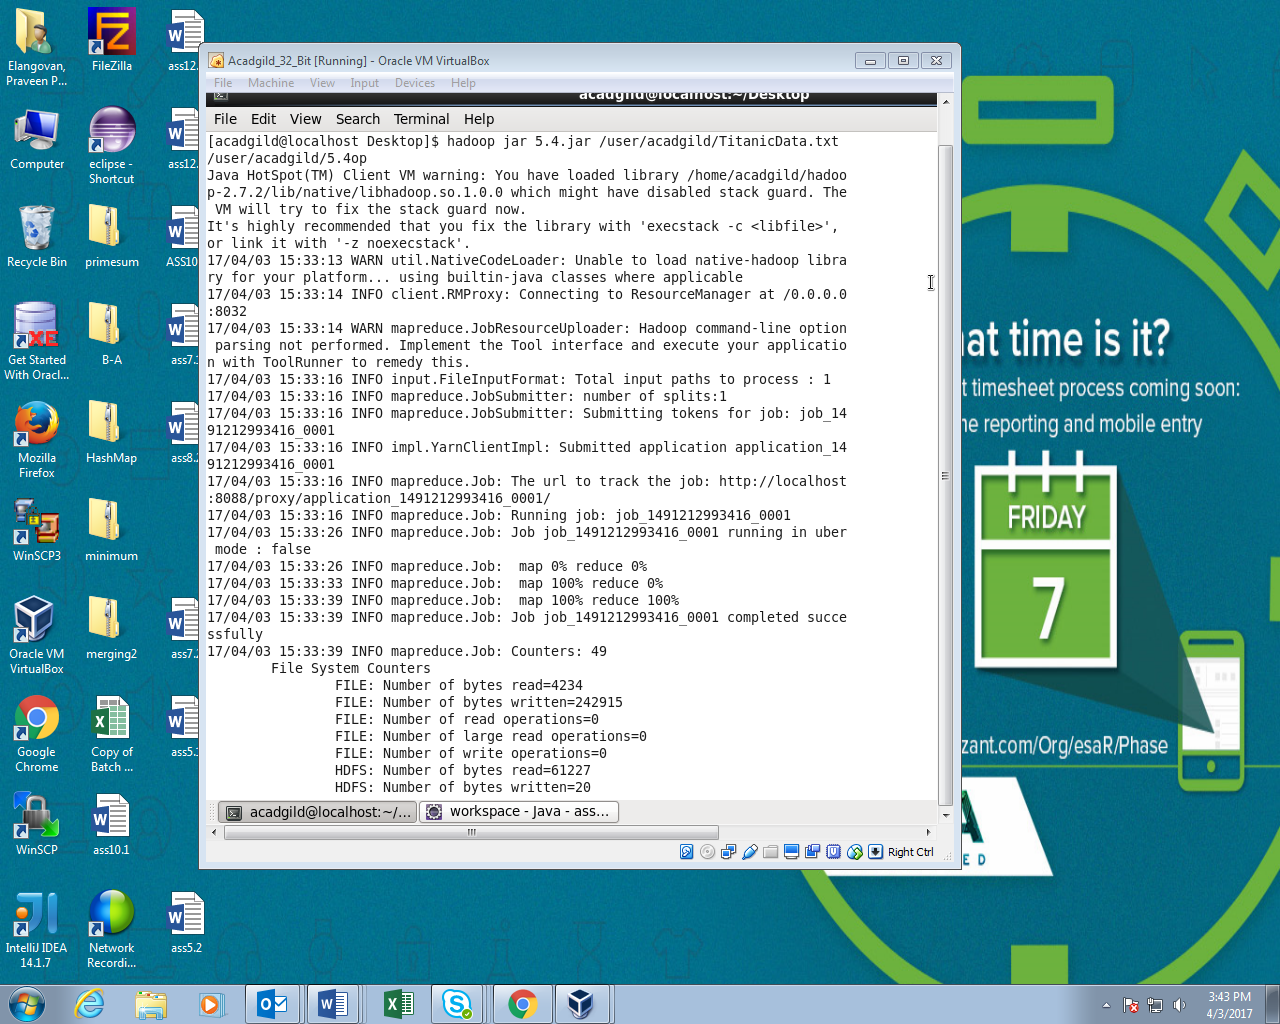 Elangovan,
Praveen P...
FileZilla
ass12.
Computer
eclipse -
Shortcut
ass12.
Recycle Bin
primesum
ASS10
Get Started
With Oracl...
B-A
ass7.
Mozilla
Firefox
HashMap
ass8.
WinSCP3
minimum
Oracle VM
VirtualBox
merging2
ass7.
Google
Chrome
Copy of
Batch ...
ass5.
WinSCP
ass10.1
IntelliJ IDEA
14.1.7
Network
Recordi...
ass5.2
Acadgild_32_Bit [Running] - Oracle VM VirtualBox
File Machine View Input Devices Help
acadgild@localhost:~/Desktop
File Edit View Search Terminal Help
[acadgild@localhost Desktop]$ hadoop jar 5.4.jar /user/acadgild/TitanicData.txt
/user/acadgild/5.4op
Java HotSpot(TM) Client VM warning: You have loaded library /home/acadgild/hadoo
p-2.7.2/lib/native/libhadoop.so.1.0.0 which might have disabled stack guard. The
 VM will try to fix the stack guard now.
It's highly recommended that you fix the library with 'execstack -c <libfile>',
or link it with '-z noexecstack'.
17/04/03 15:33:13 WARN util.NativeCodeLoader: Unable to load native-hadoop libra
ry for your platform... using builtin-java classes where applicable
17/04/03 15:33:14 INFO client.RMProxy: Connecting to ResourceManager at /0.0.0.0
:8032
17/04/03 15:33:14 WARN mapreduce.JobResourceUploader: Hadoop command-line option
 parsing not performed. Implement the Tool interface and execute your applicatio
n with ToolRunner to remedy this.
17/04/03 15:33:16 INFO input.FileInputFormat: Total input paths to process : 1
17/04/03 15:33:16 INFO mapreduce.JobSubmitter: number of splits:1
17/04/03 15:33:16 INFO mapreduce.JobSubmitter: Submitting tokens for job: job_14
91212993416_0001
17/04/03 15:33:16 INFO impl.YarnClientImpl: Submitted application application_14
91212993416_0001
17/04/03 15:33:16 INFO mapreduce.Job: The url to track the job: http://localhost
:8088/proxy/application_1491212993416_0001/
17/04/03 15:33:16 INFO mapreduce.Job: Running job: job_1491212993416_0001
17/04/03 15:33:26 INFO mapreduce.Job: Job job_1491212993416_0001 running in uber
 mode : false
17/04/03 15:33:26 INFO mapreduce.Job:  map 0% reduce 0%
17/04/03 15:33:33 INFO mapreduce.Job:  map 100% reduce 0%
17/04/03 15:33:39 INFO mapreduce.Job:  map 100% reduce 100%
17/04/03 15:33:39 INFO mapreduce.Job: Job job_1491212993416_0001 completed succe
ssfully
17/04/03 15:33:39 INFO mapreduce.Job: Counters: 49
File System Counters
FILE: Number of bytes read=4234
FILE: Number of bytes written=242915
FILE: Number of read operations=0
FILE: Number of large read operations=0
FILE: Number of write operations=0
HDFS: Number of bytes read=61227
HDFS: Number of bytes written=20
acadgild@localhost:~/...
workspace - Java - ass...
Right Ctrl
at time is it?
t timesheet process coming soon:
ne reporting and mobile entry
FRIDAY
7
zant.com/Org/esaR/Phase
A
E D
3:43 PM
4/3/2017